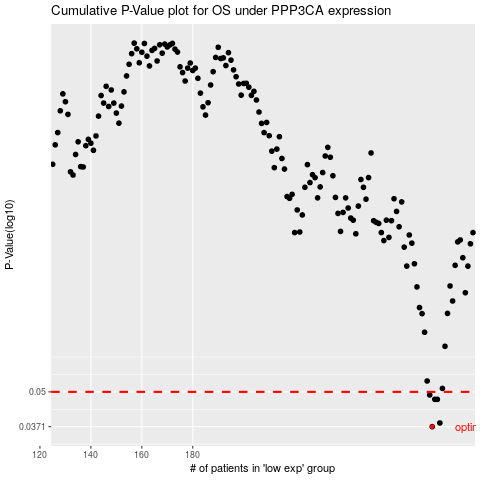 Cumulative P-Value plot for OS under PPP3CA expression
P-Value(log10)
0.05
0.0371
optir
120 140 160 180
# of patients in 'low exp' group